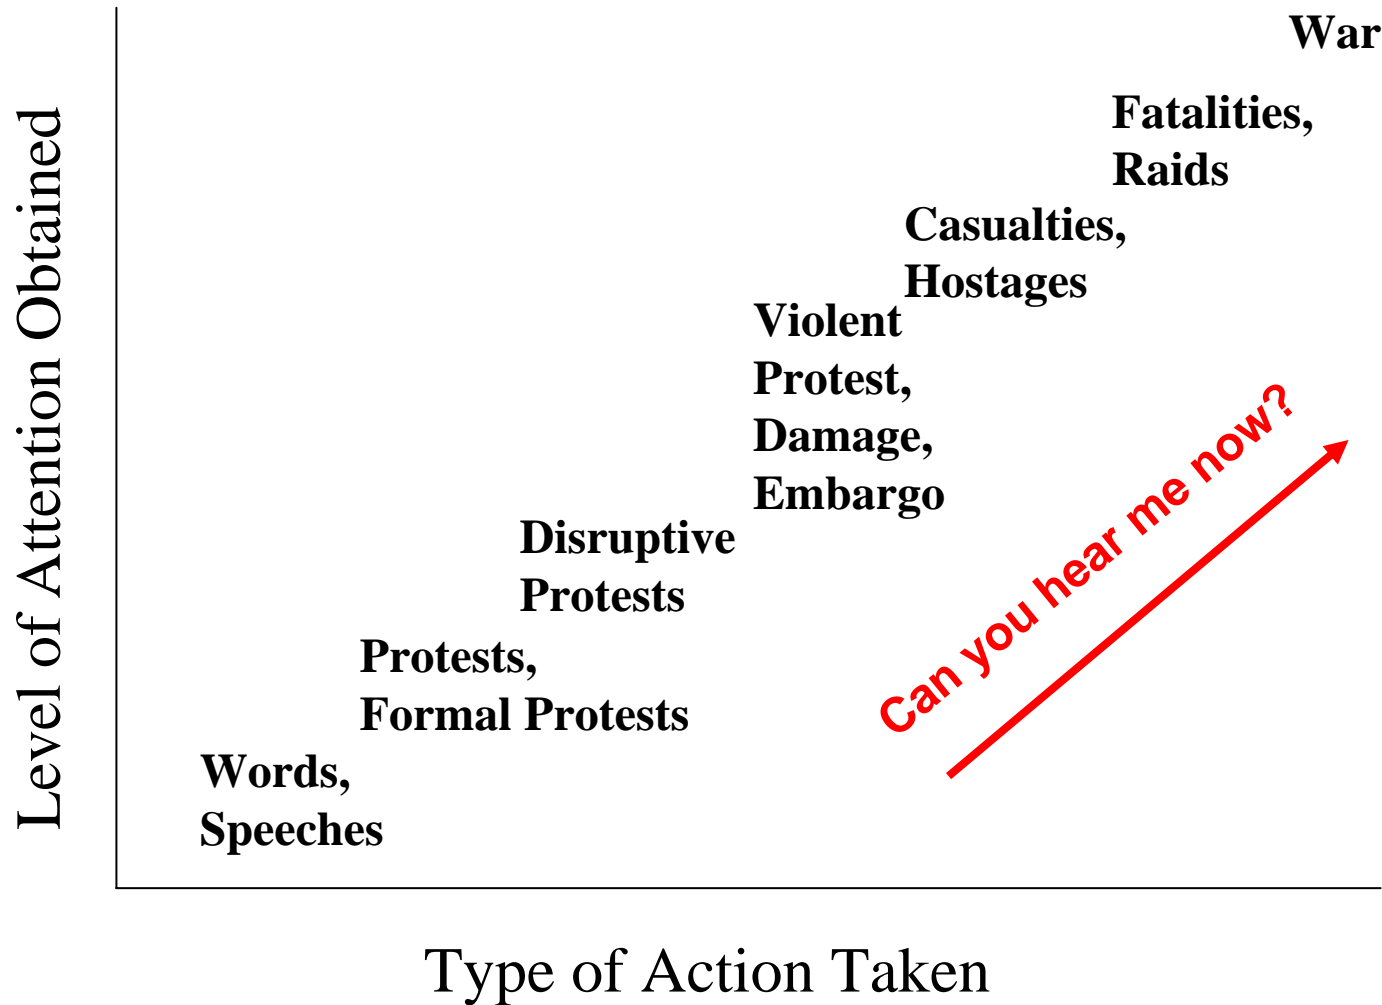 War
Fatalities,
Raids
Casualties,
Hostages
Violent
Protest,
Damage,
Embargo
Disruptive
Protests
Protests,
Formal Protests
Words,
Speeches
Can you hear me now?
Level of Attention Obtained
Type of Action Taken